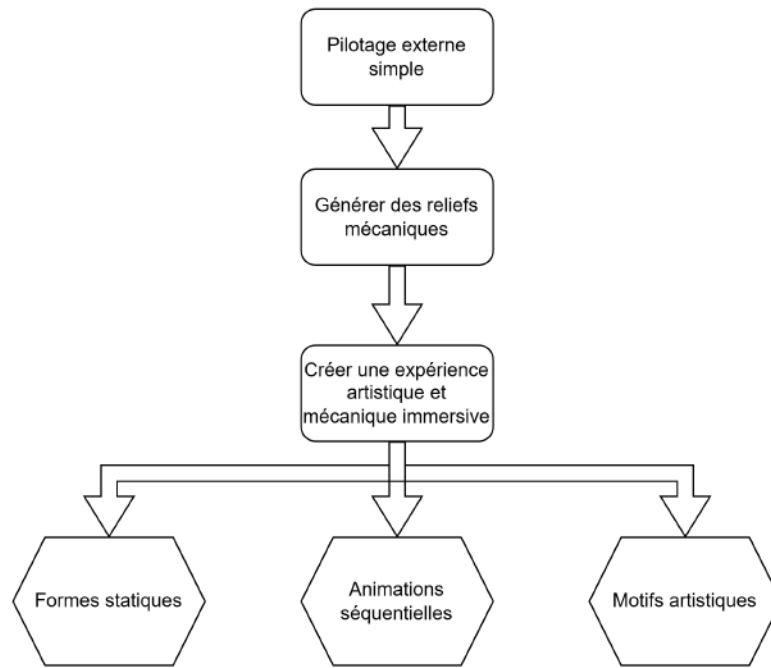 Pilotage externe
simple
Générer des reliefs
mécaniques
Créer une expérience
artistique et
mécanique immersive
Formes statiques
Animations
séquentielles
Motifs artistiques